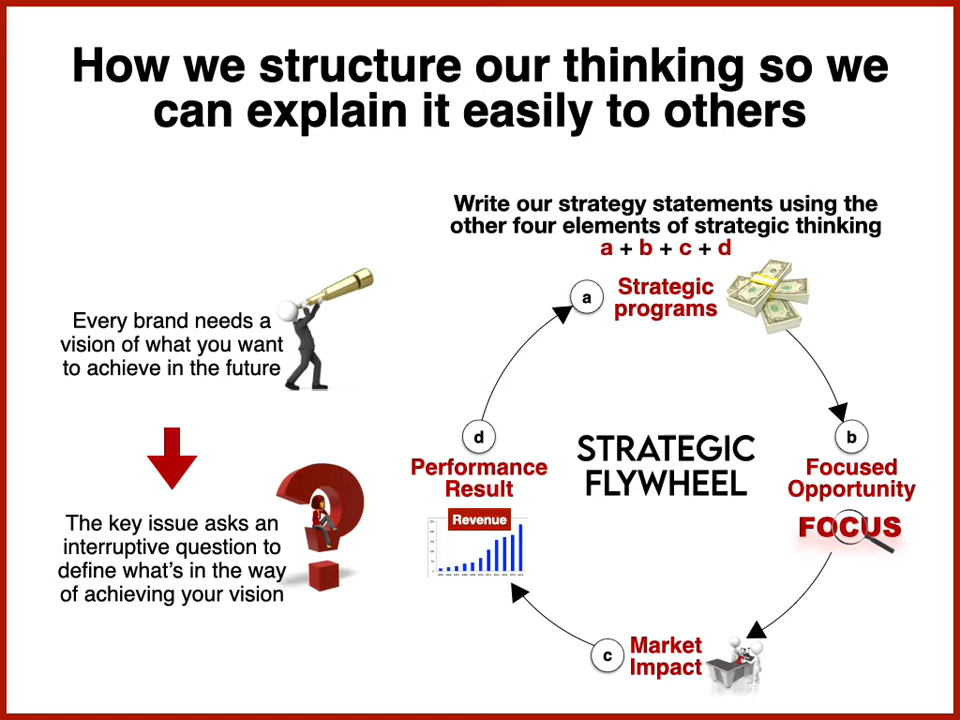 How we structure our thinking so we
can explain it easily to others
Write our strategy statements using the
other four elements of strategic thinking
a + b + c + d
a
Strategic
programs
Every brand needs a
vision of what you want
to achieve in the future
d
Performance
Result
Revenue
STRATEGIC
FLYWHEEL
b
Focused
Opportunity
FOCUS
The key issue asks an
interruptive question to
define what's in the way
of achieving your vision
c
Market
Impact